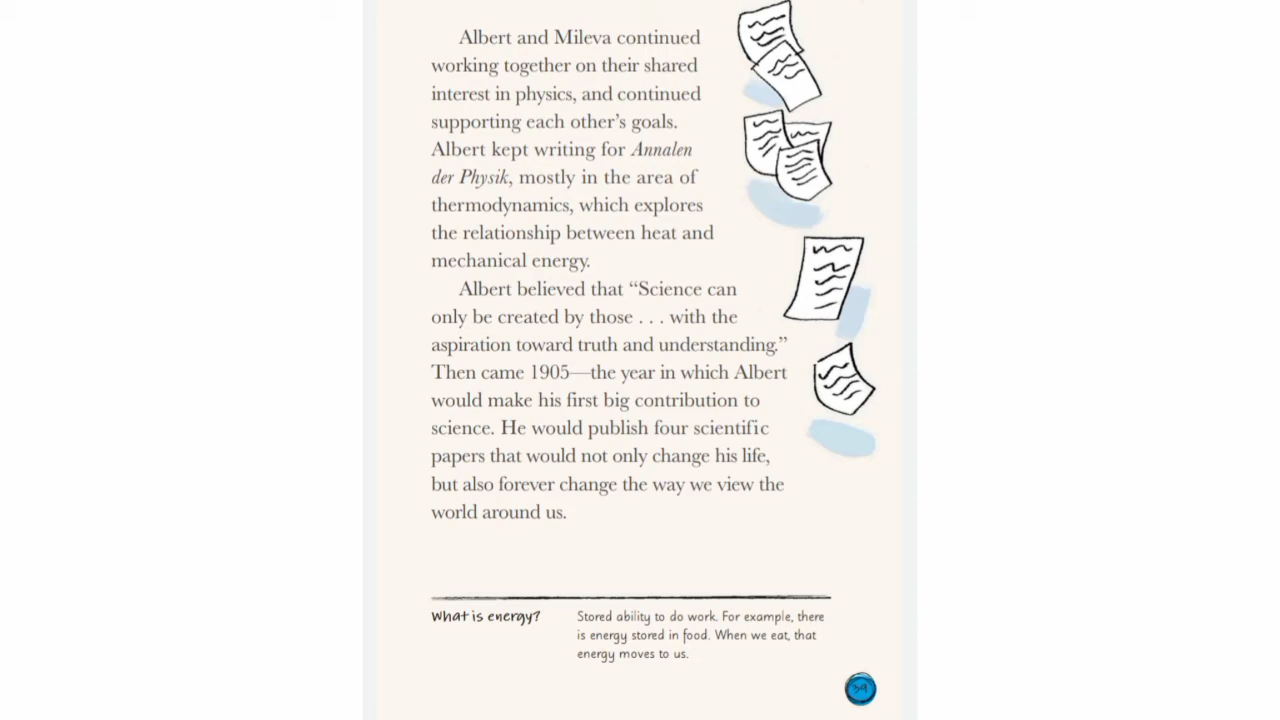 Albert and Mileva continued
working together on their shared
interest in physics, and continued
supporting each other’s goals.
Albert kept writing for Annalen
der Physik, mostly in the area of
thermodynamics, which explores
the relationship between heat and
mechanical energy.
Albert believed that “Science can
only be created by those . . . with the
aspiration toward truth and understanding.”
Then came 1905—the year in which Albert
would make his first big contribution to
science. He would publish four scientific
papers that would not only change his life,
but also forever change the way we view the
world around us.
What is energy?
Stored ability to do work. For example, there
is energy stored in food. When we eat, that
energy moves to us.
39